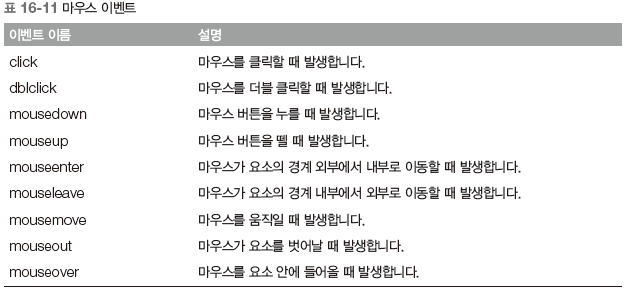 표 16-11 마우스 이벤트
이벤트 이름 설명
click 마우스를 클릭할 때 발생합니다.
dblclick 마우스를 더블 클릭할 때 발생합니다.
mousedown 마우스 버튼을 누를 때 발생합니다.
mouseup 마우스 버튼을 뗄 때 발생합니다.
mouseenter 마우스가 요소의 경계 외부에서 내부로 이동할 때 발생합니다.
mouseleave 마우스가 요소의 경계 내부에서 외부로 이동할 때 발생합니다.
mousemove 마우스를 움직일 때 발생합니다.
mouseout 마우스가 요소를 벗어날 때 발생합니다.
mouseover 마우스를 요소 안에 들어올 때 발생합니다.